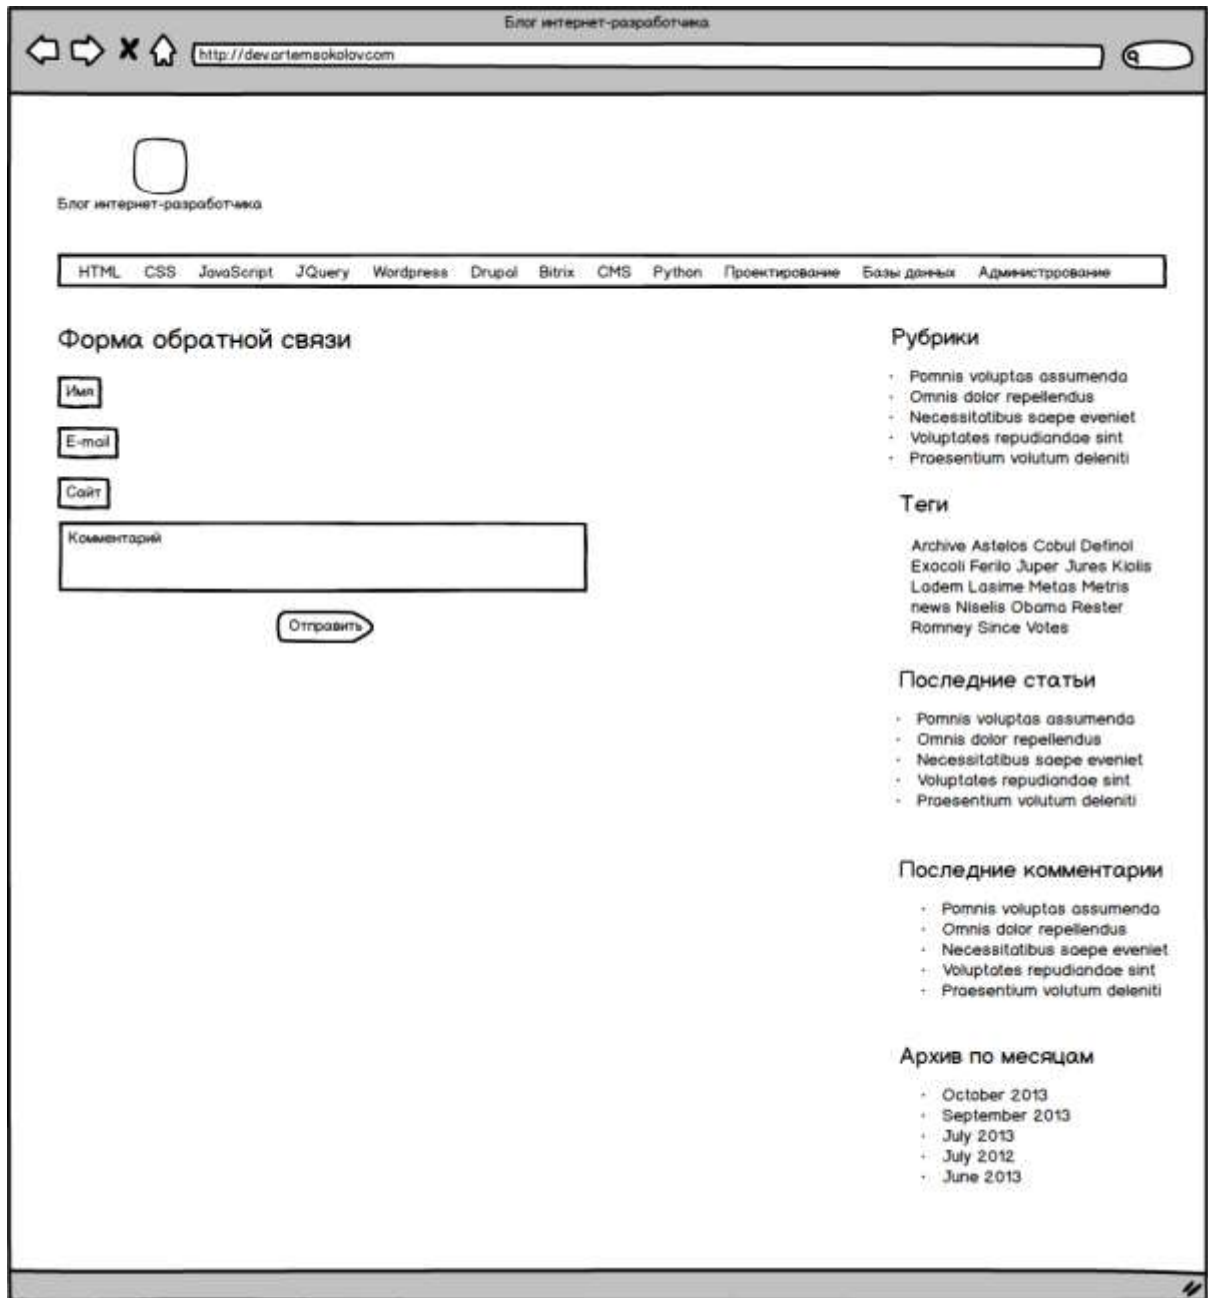 Блог интернет-разработчика
http://dev.artemsokolov.com
Блог интернет-разработчика
HTML CSS JavaScript JQuery Wordpress Drupal Bitrix CMS Python Проектирование Базы данных Администррование
Форма обратной связи
Имя
E-mail
Сайт
Комментарий
Отправить
Рубрики
· Pomnis voluptas assumenda
· Omnis dolor repellendus
· Necessitatibus saepe eveniet
· Voluptates repudiandae sint
· Praesentium volutum deleniti
Теги
Archive Astelos Cobul Definol
Exocoli Ferilo Juper Jures Kiolis
Ladem Lasime Metas Metris
news Niselis Obama Rester
Romney Since Votes
Последние статьи
· Pomnis voluptas assumenda
· Omnis dolor repellendus
· Necessitatibus saepe eveniet
· Voluptates repudiandae sint
· Praesentium volutum deleniti
Последние комментарии
· Pomnis voluptas assumenda
· Omnis dolor repellendus
· Necessitatibus saepe eveniet
· Voluptates repudiandae sint
· Praesentium volutum deleniti
Архив по месяцам
· October 2013
· September 2013
· July 2013
· July 2012
· June 2013